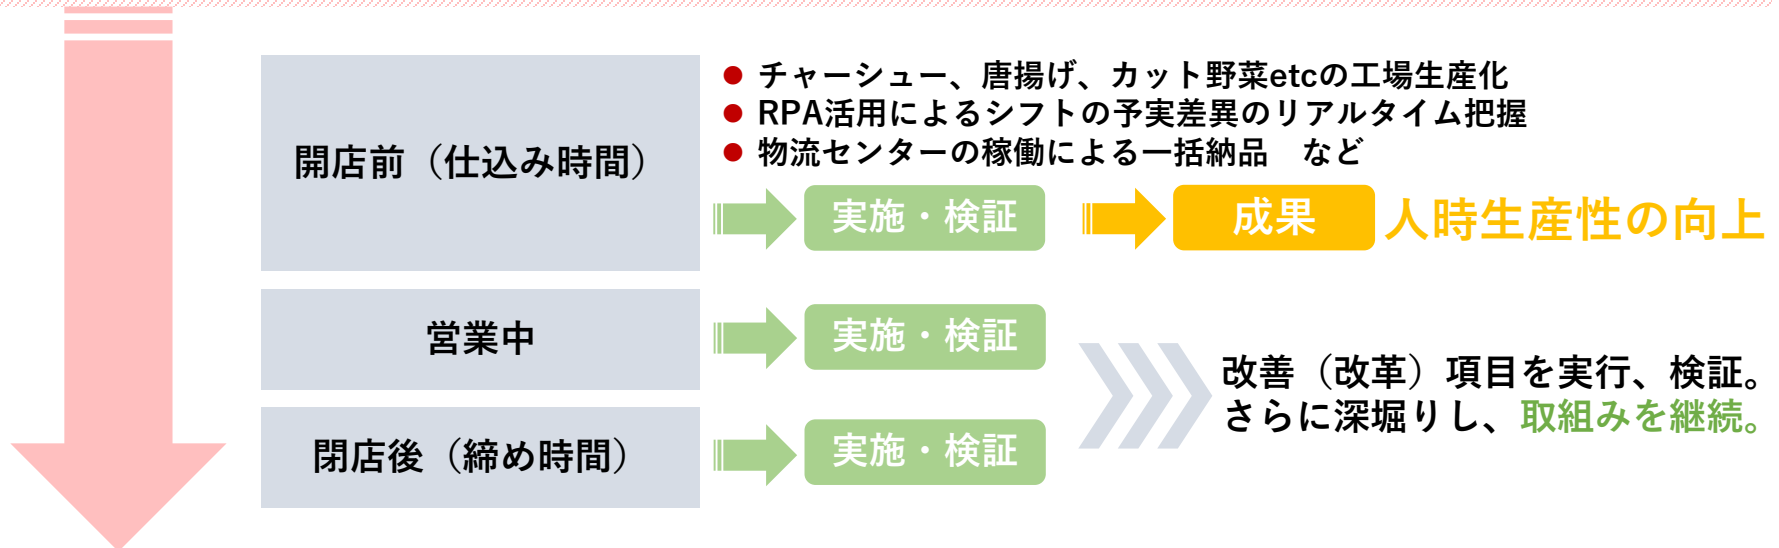 開店前（仕込み時間）
● チャーシュー、唐揚げ、カット野菜etcの工場生産化
● RPA活用によるシフトの予実差異のリアルタイム把握
● 物流センターの稼働による一括納品　など
実施・検証
成果
人時生産性の向上
営業中
実施・検証
閉店後（締め時間）
実施・検証
改善（改革）項目を実行、検証。
さらに深堀りし、取組みを継続。